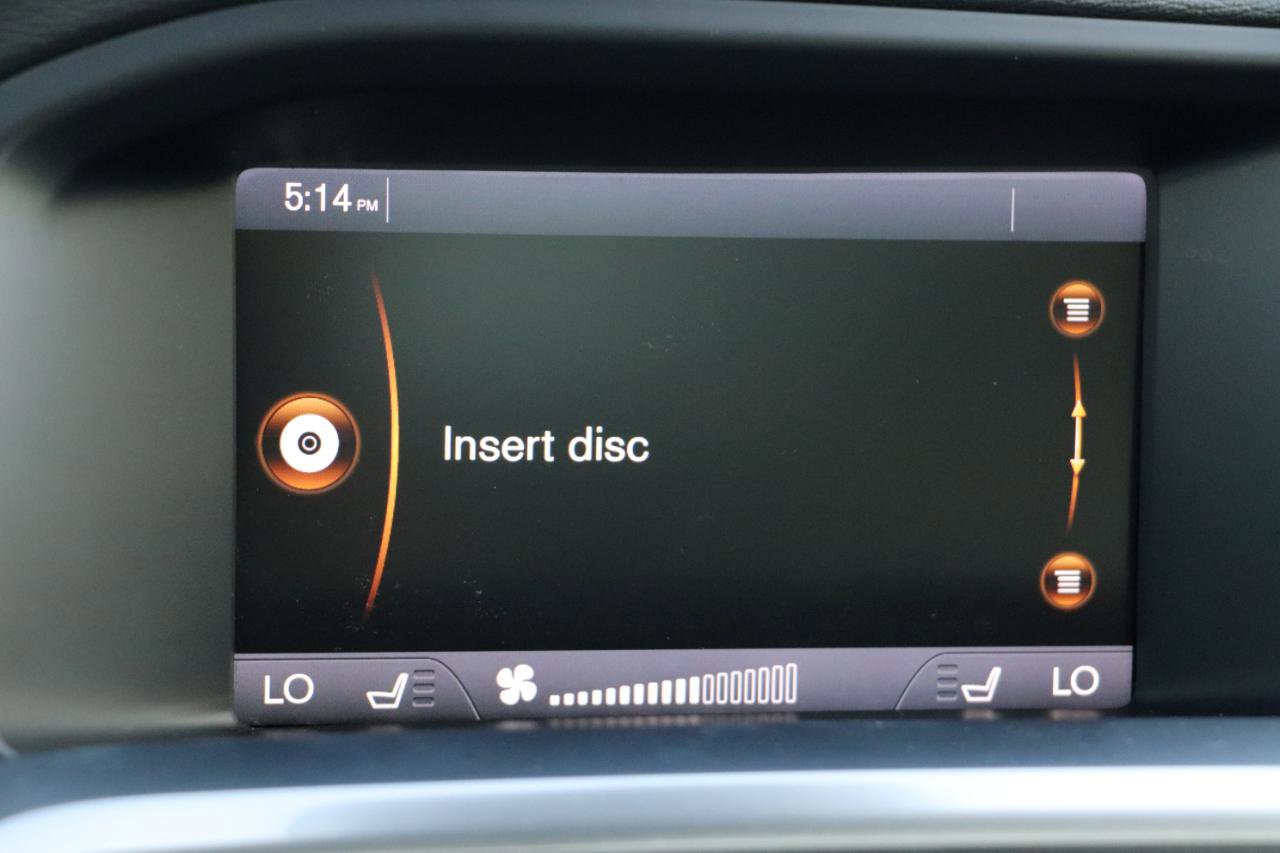 5:14 PM
Insert disc
LO LO